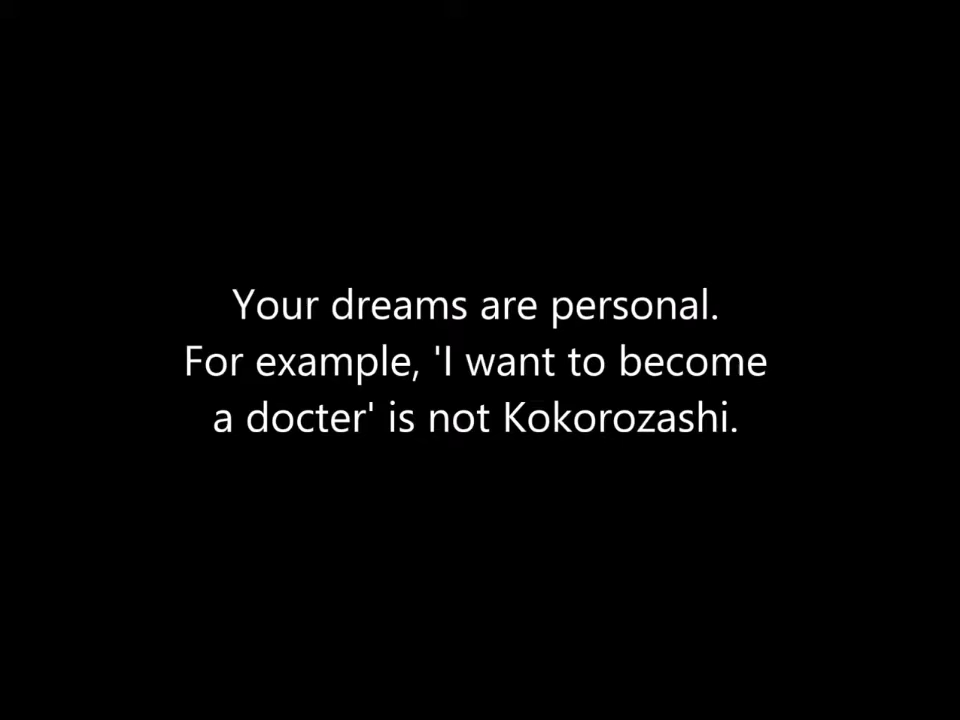 Your dreams are personal.
For example, 'I want to become
a docter' is not Kokorozashi.